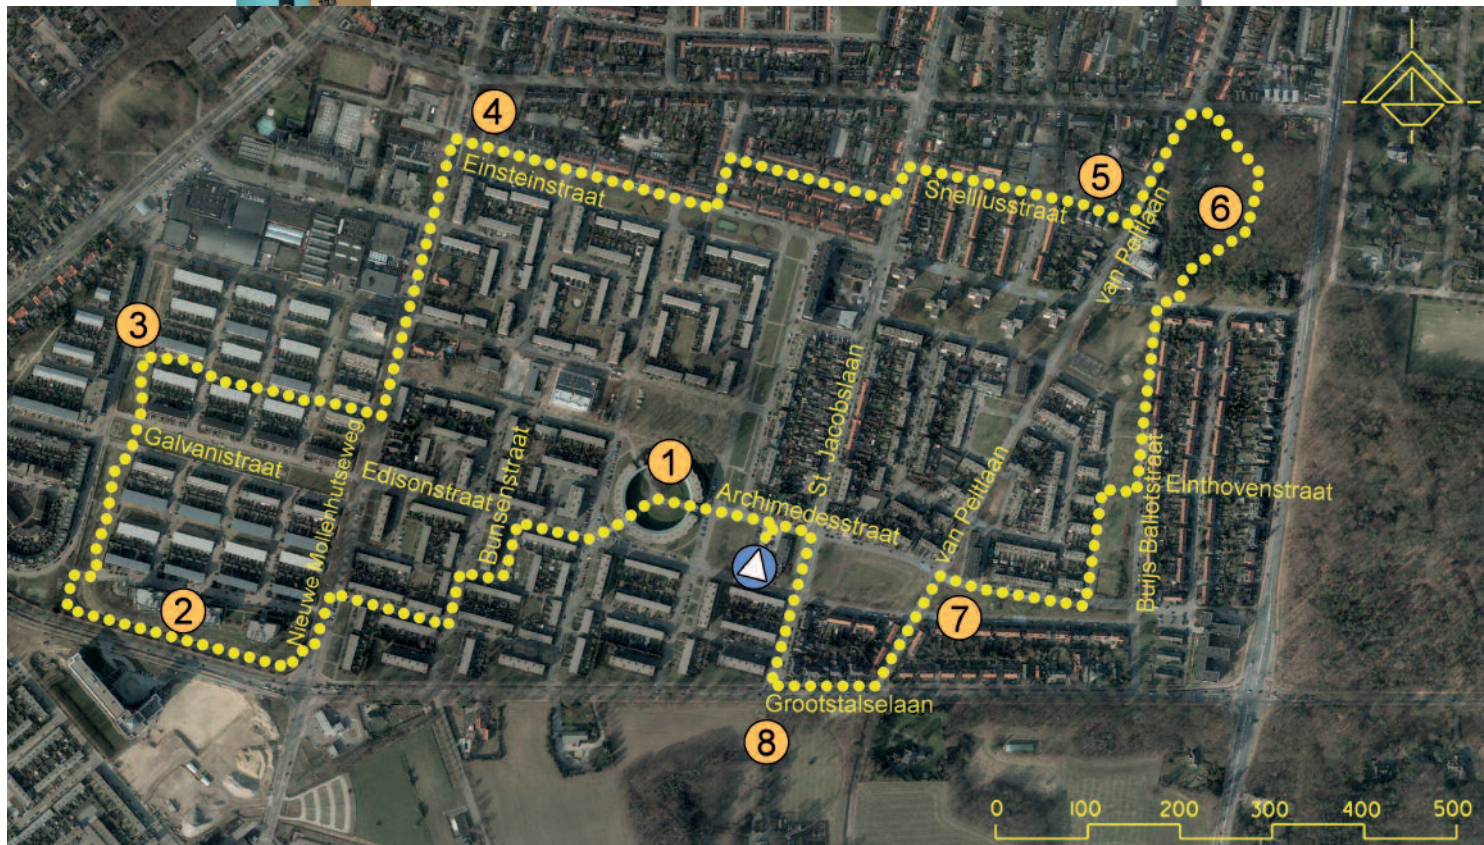 4
Einsteinstraat
5
Snelliusstraat
6
van Peltlaan
3
St. Jacobslaan
Galvanistraat
Nieuwe Mollenhutseweg
Edisonstraat
Bunsenstraat
1
Archimedesstraat
van Peltlaan
Einthovenstraat
Buijs Ballotstraat
2
7
Grootstalselaan
8
0 100 200 300 400 500